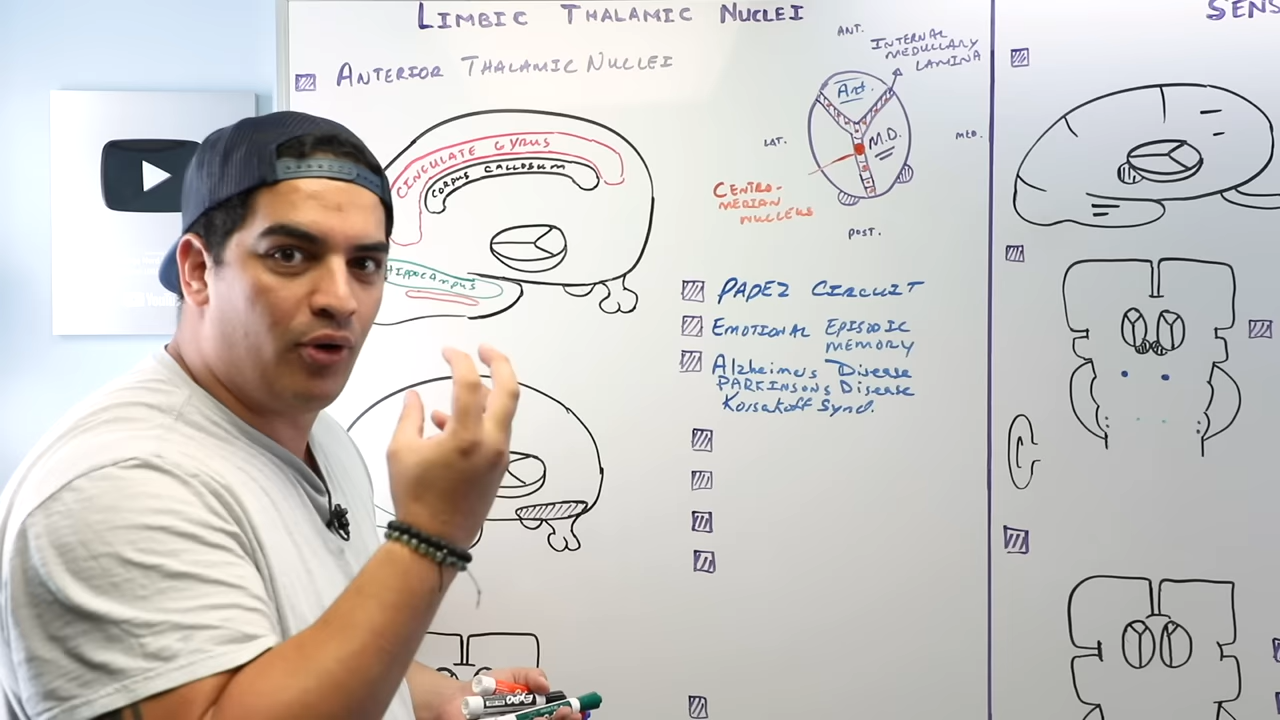 LIMBIC THALAMIC NUCLEI
SENS
ANTERIOR THALAMIC NUCLEI
ANT.
INTERNAL
MEDULLARY
LAMINA
Ant.
M.D.
LAT.
MED.
CENTRO-
MERIAN
NUCLEUS
POST.
CINGULATE GYRUS
CORPUS CALLOSUM
HIPPOCAMPUS
PAPEZ CIRCUIT
EMOTIONAL EPISODIC
MEMORY
Alzheimers Disease
PARKINSONS Disease
Korsakoff Synd.
EXPO